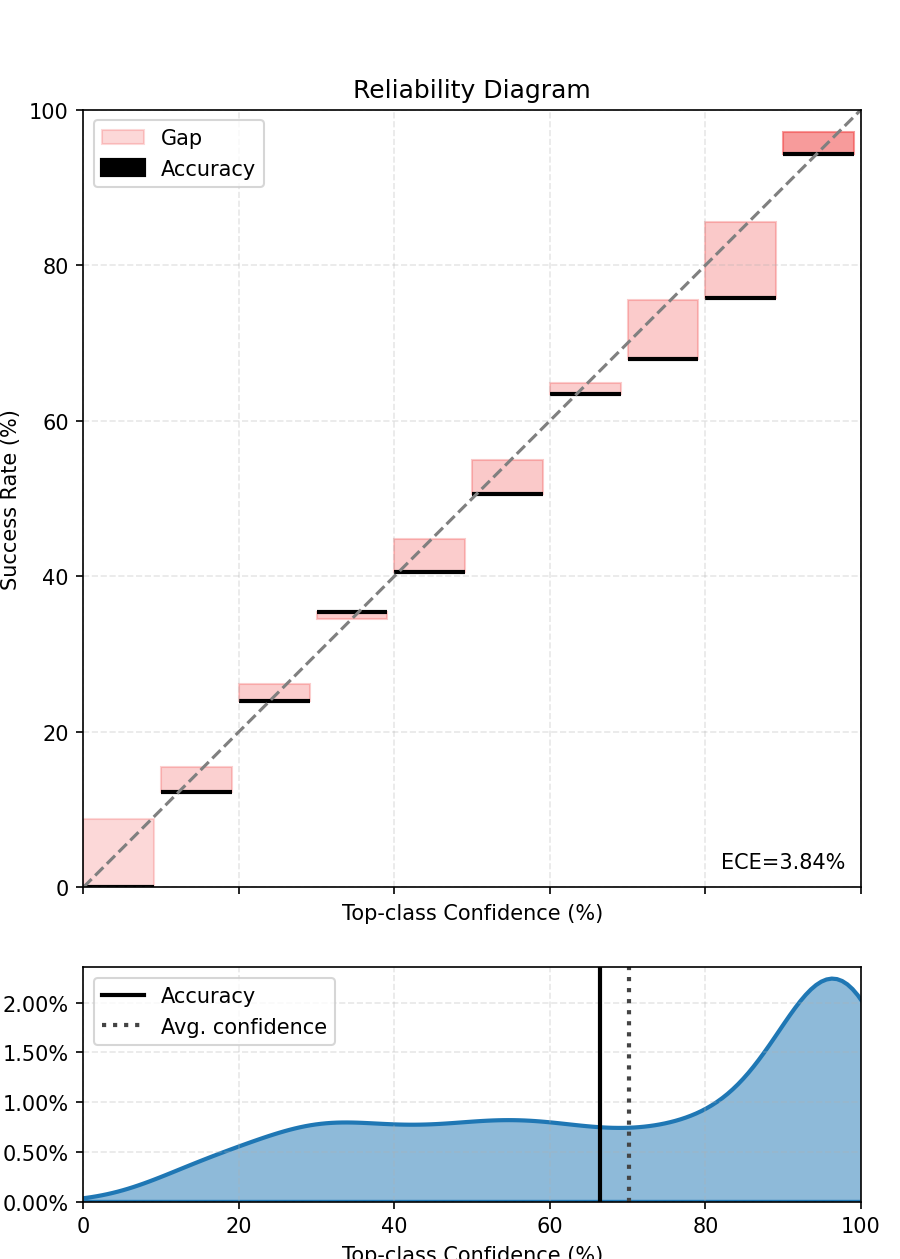 Reliability Diagram
100
80
60
40
20
0
Success Rate (%)
Gap
Accuracy
ECE=3.84%
Top-class Confidence (%)
2.00%
1.50%
1.00%
0.50%
0.00%
Accuracy
Avg. confidence
0 20 40 60 80 100
Top-class Confidence (%)